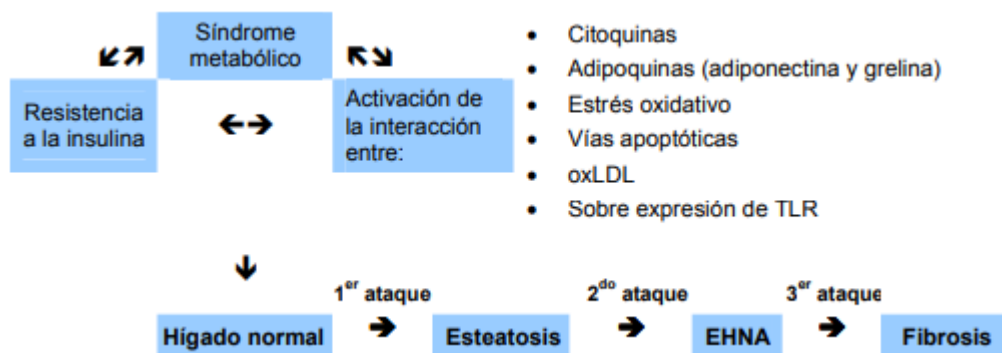 Síndrome
metabólico
Resistencia
a la insulina
Activación de
la interacción
entre:
• Citoquinas
• Adipoquinas (adiponectina y grelina)
• Estrés oxidativo
• Vías apoptóticas
• oxLDL
• Sobre expresión de TLR
1er ataque
2do ataque
3er ataque
Hígado normal
Esteatosis
EHNA
Fibrosis